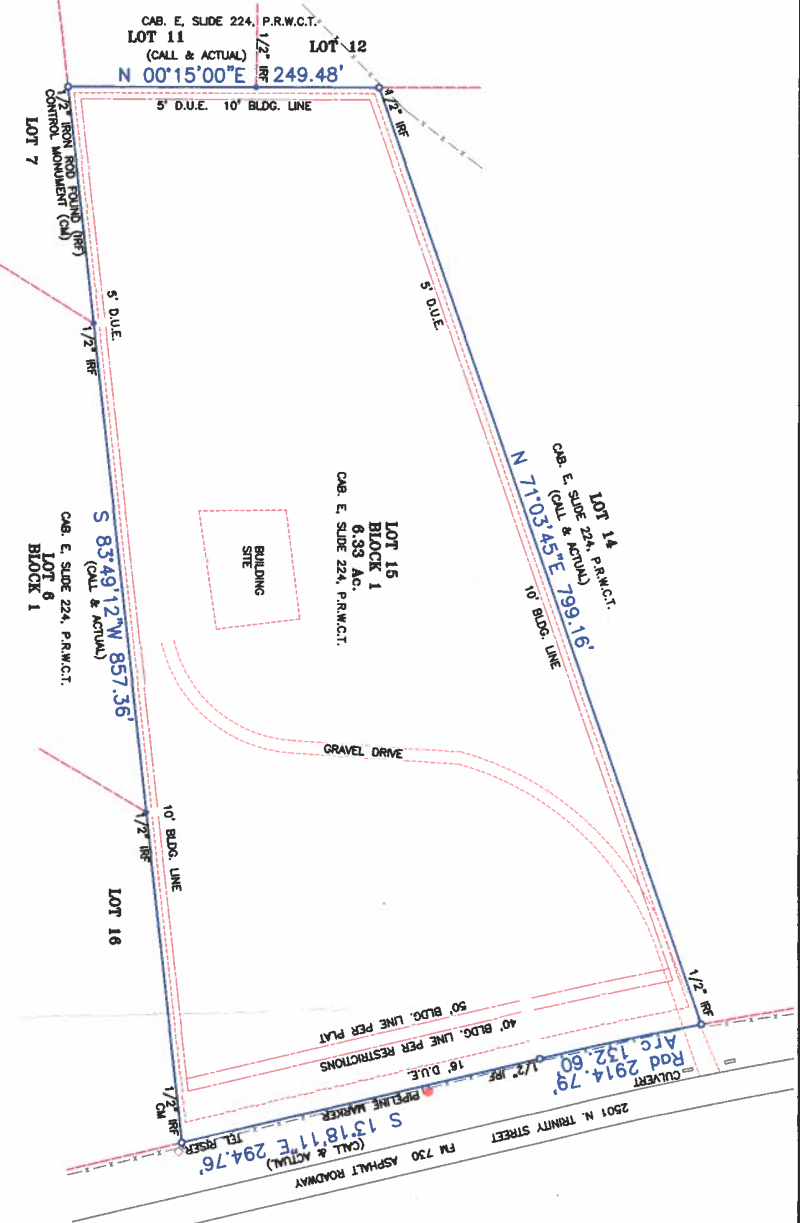 CAB. E, SLIDE 224, P.R.W.C.T.
LOT 11
LOT 12
(CALL & ACTUAL)
1/2" IRF
N 00°15'00"E 249.48'
5' D.U.E. 10' BLDG. LINE
1/2" IRF
1/2" IRON ROD FOUND (IRF)
CONTROL MONUMENT (CM)
LOT 7
5' D.U.E.
5' D.U.E.
1/2" IRF
LOT 14
CAB. E, SLIDE 224, P.R.W.C.T.
(CALL & ACTUAL)
N 71°03'45"E 799.16'
10' BLDG. LINE
LOT 15
BLOCK 1
6.33 Ac.
CAB. E, SLIDE 224, P.R.W.C.T.
BUILDING
SITE
S 83°49'12"W 857.36'
(CALL & ACTUAL)
CAB. E, SLIDE 224, P.R.W.C.T.
LOT 6
BLOCK 1
GRAVEL DRIVE
10' BLDG. LINE
1/2" IRF
LOT 16
1/2" IRF
50' BLDG. LINE PER PLAT
40' BLDG. LINE PER RESTRICTIONS
16' D.U.E.
1/2" IRF
Arc 132.60'
Rad 2914.79'
CULVERT
PIPELINE MARKER
1/2" IRF
CM
TEL RISER
S 13°18'11"E 294.76'
(CALL & ACTUAL)
2501 N. TRINITY STREET
FM 730 ASPHALT ROADWAY